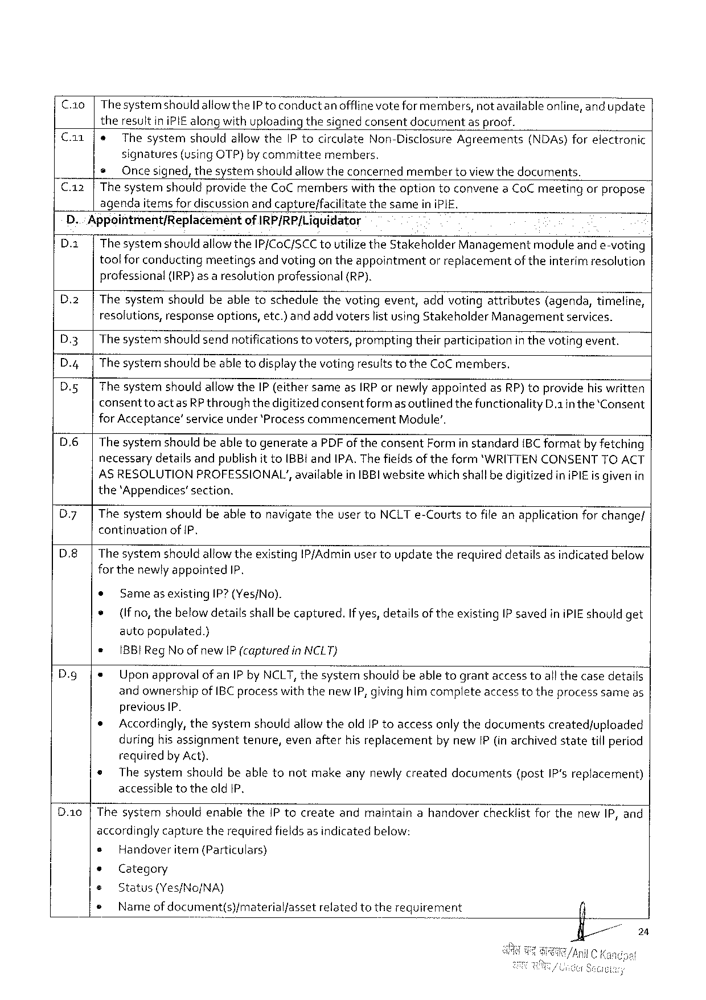 C.10 The system should allow the IP to conduct an offline vote for members, not available online, and update
the result in iPIE along with uploading the signed consent document as proof.
C.11 • The system should allow the IP to circulate Non-Disclosure Agreements (NDAs) for electronic
signatures (using OTP) by committee members.
• Once signed, the system should allow the concerned member to view the documents.
C.12 The system should provide the CoC members with the option to convene a CoC meeting or propose
agenda items for discussion and capture/facilitate the same in iPIE.
D. Appointment/Replacement of IRP/RP/Liquidator
D.1 The system should allow the IP/CoC/SCC to utilize the Stakeholder Management module and e-voting
tool for conducting meetings and voting on the appointment or replacement of the interim resolution
professional (IRP) as a resolution professional (RP).
D.2 The system should be able to schedule the voting event, add voting attributes (agenda, timeline,
resolutions, response options, etc.) and add voters list using Stakeholder Management services.
D.3 The system should send notifications to voters, prompting their participation in the voting event.
D.4 The system should be able to display the voting results to the CoC members.
D.5 The system should allow the IP (either same as IRP or newly appointed as RP) to provide his written
consent to act as RP through the digitized consent form as outlined the functionality D.1 in the 'Consent
for Acceptance' service under 'Process commencement Module'.
D.6 The system should be able to generate a PDF of the consent Form in standard IBC format by fetching
necessary details and publish it to IBBI and IPA. The fields of the form 'WRITTEN CONSENT TO ACT
AS RESOLUTION PROFESSIONAL', available in IBBI website which shall be digitized in iPIE is given in
the 'Appendices' section.
D.7 The system should be able to navigate the user to NCLT e-Courts to file an application for change/
continuation of IP.
D.8 The system should allow the existing IP/Admin user to update the required details as indicated below
for the newly appointed IP.
• Same as existing IP? (Yes/No).
• (If no, the below details shall be captured. If yes, details of the existing IP saved in iPIE should get
auto populated.)
• IBBI Reg No of new IP (captured in NCLT)
D.9 • Upon approval of an IP by NCLT, the system should be able to grant access to all the case details
and ownership of IBC process with the new IP, giving him complete access to the process same as
previous IP.
• Accordingly, the system should allow the old IP to access only the documents created/uploaded
during his assignment tenure, even after his replacement by new IP (in archived state till period
required by Act).
• The system should be able to not make any newly created documents (post IP's replacement)
accessible to the old IP.
D.10 The system should enable the IP to create and maintain a handover checklist for the new IP, and
accordingly capture the required fields as indicated below:
• Handover item (Particulars)
• Category
• Status (Yes/No/NA)
• Name of document(s)/material/asset related to the requirement
24
अनिल चन्द्र कान्डपाल/Anil C Kandpal
अवर सचिव/Under Secretary